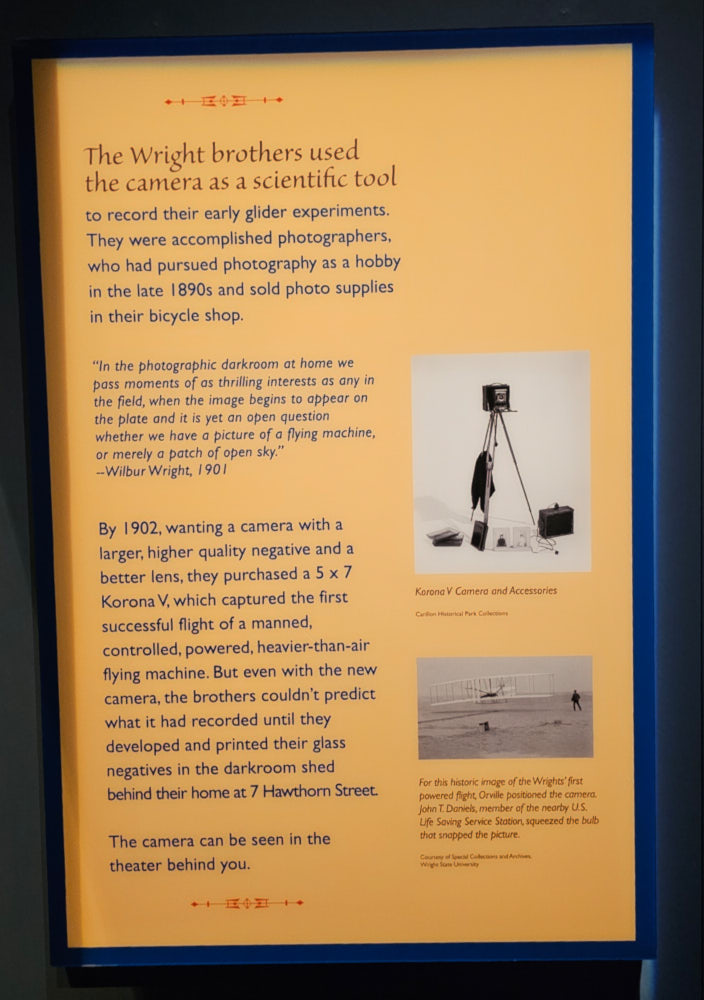 The Wright brothers used
the camera as a scientific tool
to record their early glider experiments.
They were accomplished photographers,
who had pursued photography as a hobby
in the late 1890s and sold photo supplies
in their bicycle shop.
“In the photographic darkroom at home we
pass moments of as thrilling interests as any in
the field, when the image begins to appear on
the plate and it is yet an open question
whether we have a picture of a flying machine,
or merely a patch of open sky.”
--Wilbur Wright, 1901
By 1902, wanting a camera with a
larger, higher quality negative and a
better lens, they purchased a 5 x 7
Korona V, which captured the first
successful flight of a manned,
controlled, powered, heavier-than-air
flying machine. But even with the new
camera, the brothers couldn’t predict
what it had recorded until they
developed and printed their glass
negatives in the darkroom shed
behind their home at 7 Hawthorn Street.
The camera can be seen in the
theater behind you.
Korona V Camera and Accessories
Carillon Historical Park Collections
For this historic image of the Wrights’ first
powered flight, Orville positioned the camera.
John T. Daniels, member of the nearby U.S.
Life Saving Service Station, squeezed the bulb
that snapped the picture.
Courtesy of Special Collections and Archives,
Wright State University